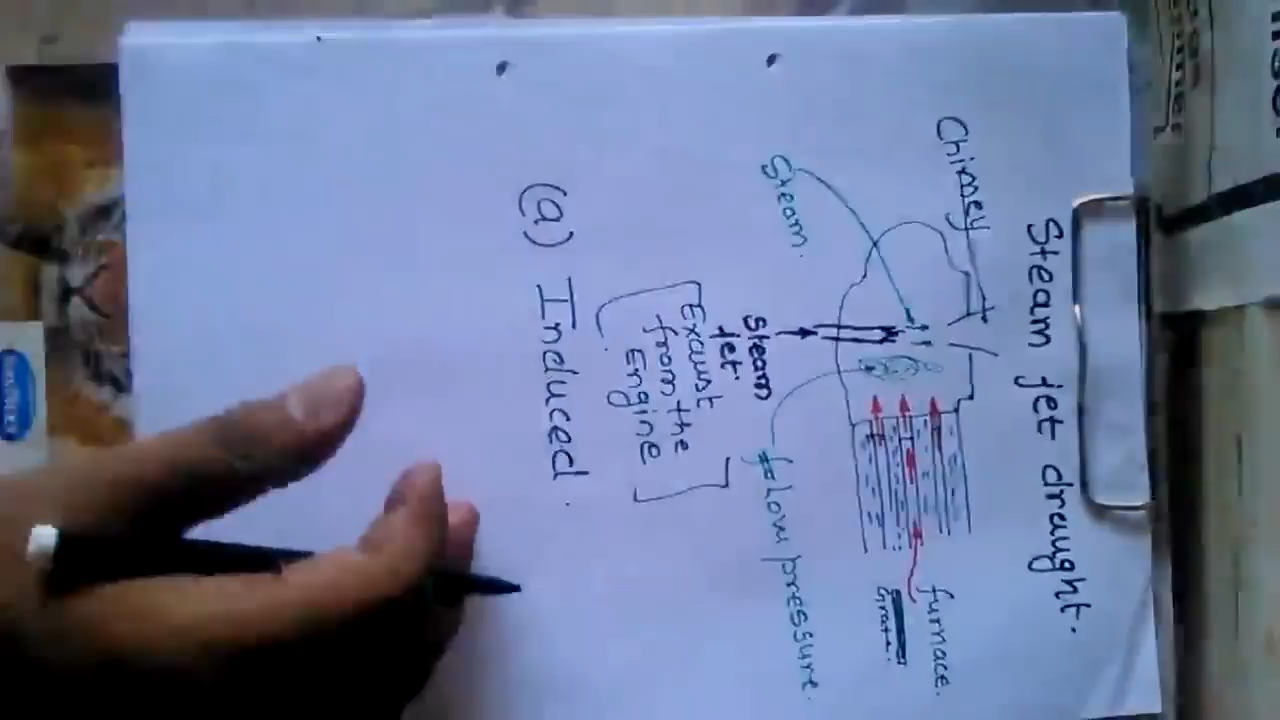 Steam jet draught.
Chimney
furnace.
Grate.
Steam.
Steam
jet.
Low pressure.
[Exaust
from the
Engine]
(a) Induced.